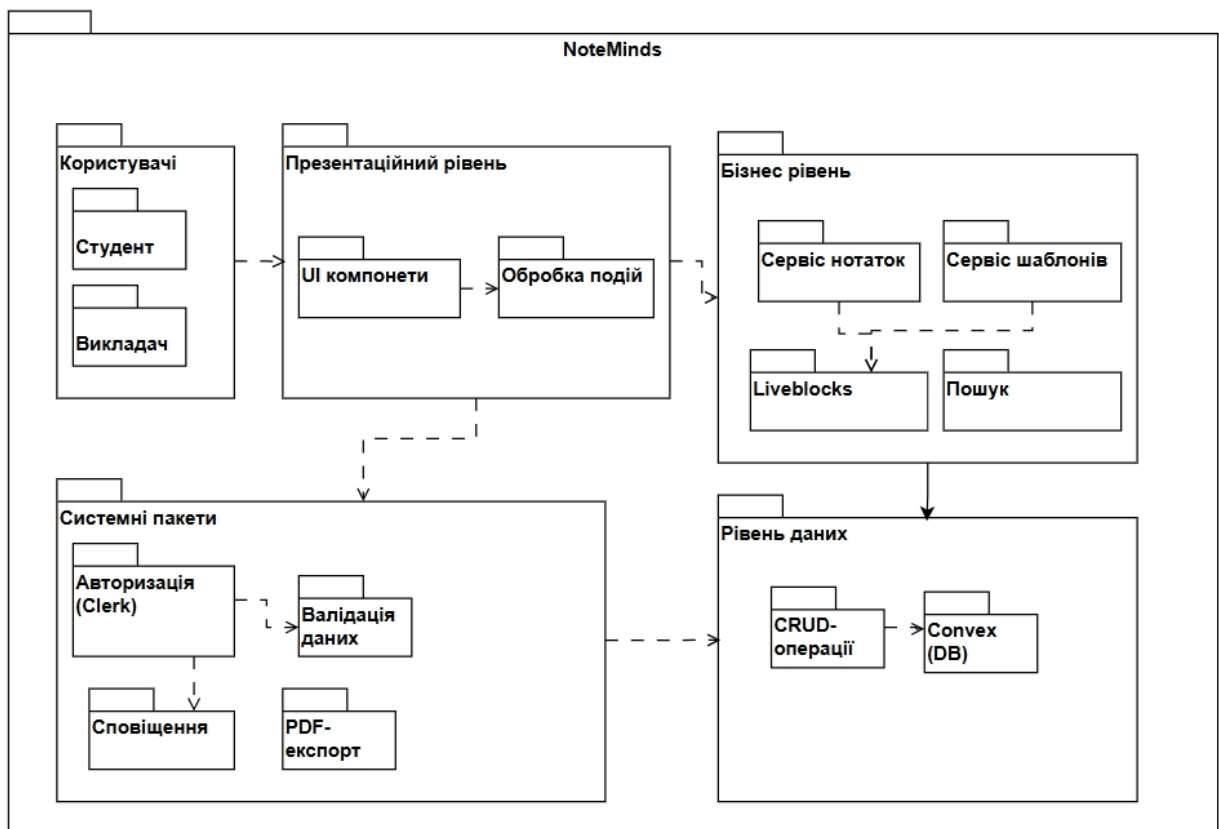 NoteMinds
Користувачі
Студент
Викладач
Презентаційний рівень
UI компонети
Обробка подій
Бізнес рівень
Сервіс нотаток
Сервіс шаблонів
Liveblocks
Пошук
Системні пакети
Авторизація
(Clerk)
Валідація
даних
Сповіщення
PDF-
експорт
Рівень даних
CRUD-
операції
Convex
(DB)